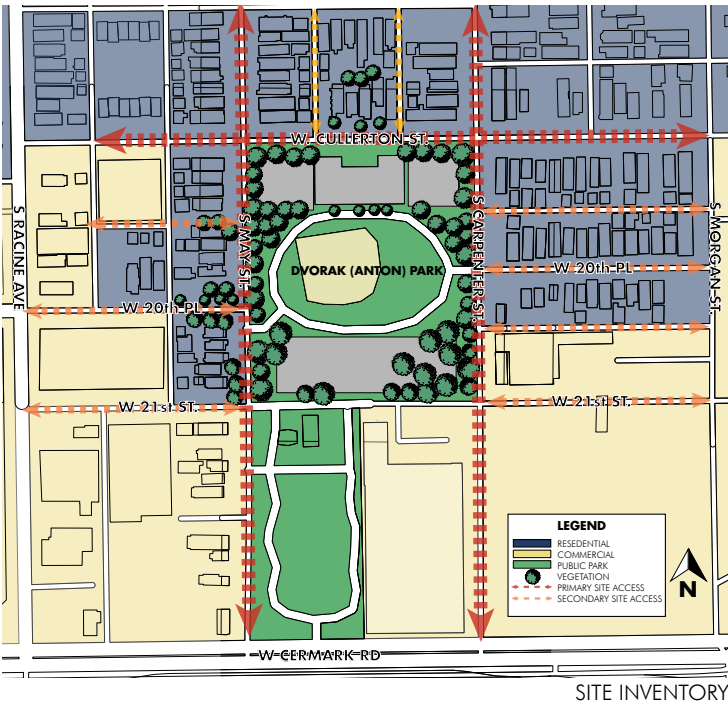 W. CULLERTON ST.
S RACINE AVE
S MAY ST.
S CARPENTER ST.
S MORGAN ST.
DVORAK (ANTON) PARK
W 20th PL
W 20th PL
W 21st ST.
W 21st ST.
LEGEND
RESEDENTIAL
COMMERCIAL
PUBLIC PARK
VEGETATION
PRIMARY SITE ACCESS
SECONDARY SITE ACCESS
N
W CERMARK RD
SITE INVENTORY